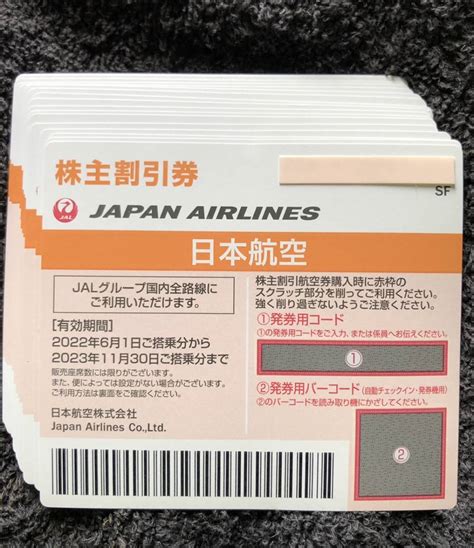 株主割引券
SF
JAL JAPAN AIRLINES
日本航空
JALグループ国内全路線に
ご利用いただけます。
[有効期間]
2022年6月1日ご搭乗分から
2023年11月30日ご搭乗分まで
販売座席数には限りがございます。
また、便によっては設定がない場合がございます。
ご利用方法は裏面をご確認ください。
日本航空株式会社
Japan Airlines Co.,Ltd.
株主割引航空券購入時に赤枠の
スクラッチ部分を削ってご利用ください。
強く削り過ぎないようご注意ください。
①発券用コード
①の発券用コードをご入力、または係員へお伝えください。
①
②発券用バーコード(自動チェックイン・発券機用)
②のバーコードを読み取り機にかざしてください。
②